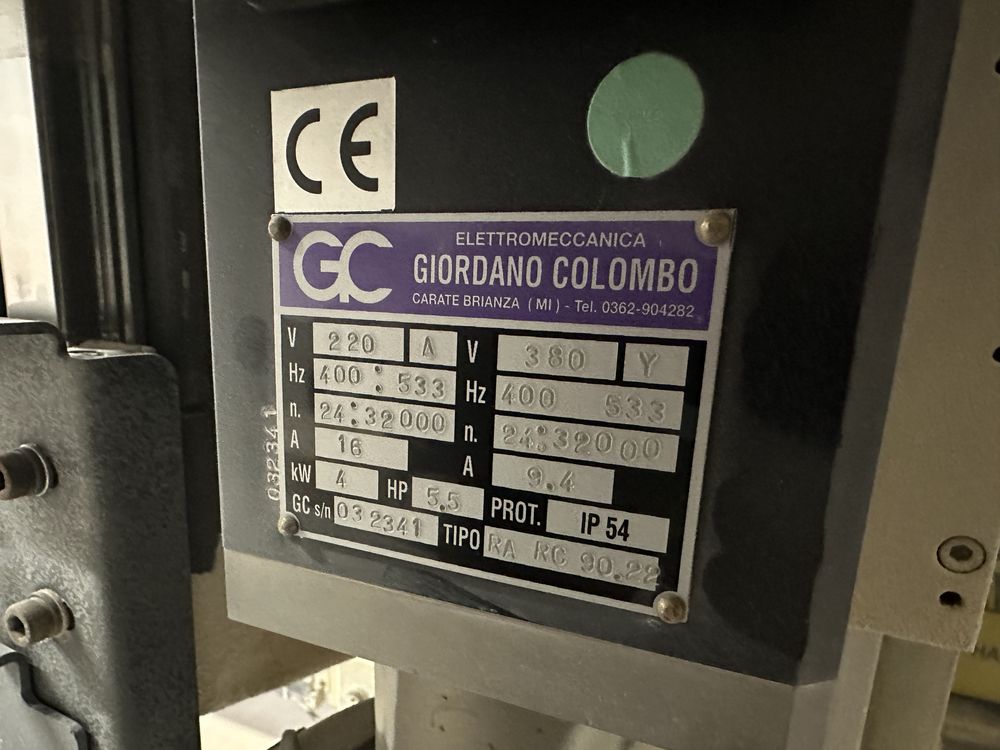 CE
GC
ELETTROMECCANICA
GIORDANO COLOMBO
CARATE BRIANZA ( MI ) - Tel. 0362-904282
V 220 Δ V 380 Y
Hz 400 : 533 Hz 400 533
n. 24:32000 n. 24:32000
A 16 A 9.4
kW 4 HP 5.5 PROT. IP 54
GC s/n 032341 TIPO RA RC 90.22
032341